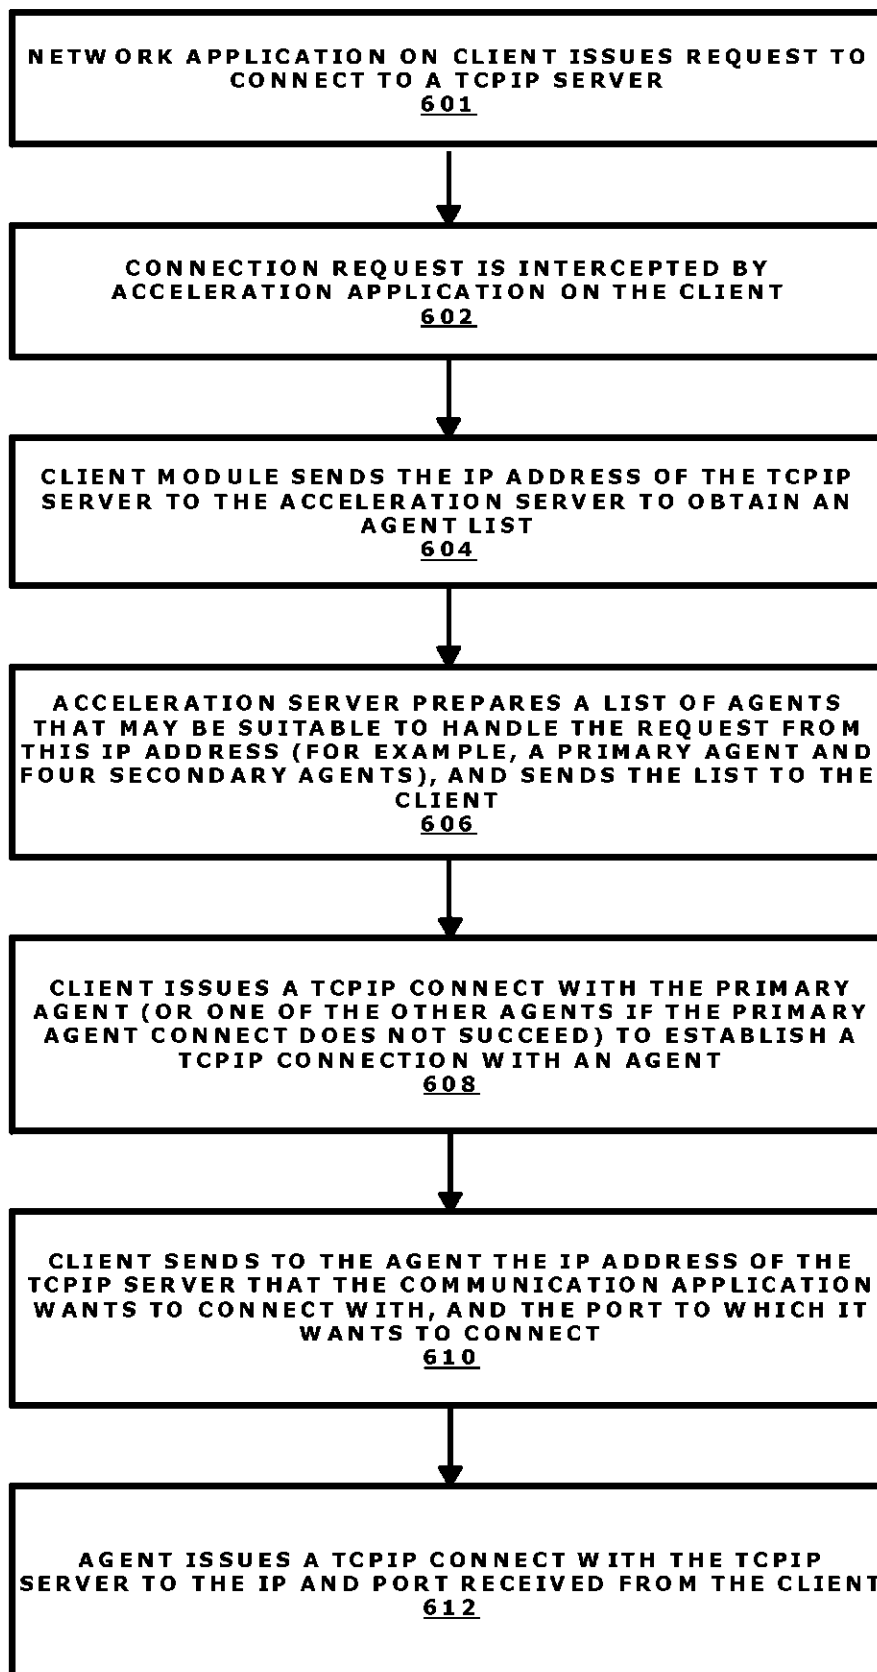 NETWORK APPLICATION ON CLIENT ISSUES REQUEST TO
CONNECT TO A TCPIP SERVER
601
CONNECTION REQUEST IS INTERCEPTED BY
ACCELERATION APPLICATION ON THE CLIENT
602
CLIENT MODULE SENDS THE IP ADDRESS OF THE TCPIP
SERVER TO THE ACCELERATION SERVER TO OBTAIN AN
AGENT LIST
604
ACCELERATION SERVER PREPARES A LIST OF AGENTS
THAT MAY BE SUITABLE TO HANDLE THE REQUEST FROM
THIS IP ADDRESS (FOR EXAMPLE, A PRIMARY AGENT AND
FOUR SECONDARY AGENTS), AND SENDS THE LIST TO THE
CLIENT
606
CLIENT ISSUES A TCPIP CONNECT WITH THE PRIMARY
AGENT (OR ONE OF THE OTHER AGENTS IF THE PRIMARY
AGENT CONNECT DOES NOT SUCCEED) TO ESTABLISH A
TCPIP CONNECTION WITH AN AGENT
608
CLIENT SENDS TO THE AGENT THE IP ADDRESS OF THE
TCPIP SERVER THAT THE COMMUNICATION APPLICATION
WANTS TO CONNECT WITH, AND THE PORT TO WHICH IT
WANTS TO CONNECT
610
AGENT ISSUES A TCPIP CONNECT WITH THE TCPIP
SERVER TO THE IP AND PORT RECEIVED FROM THE CLIENT
612